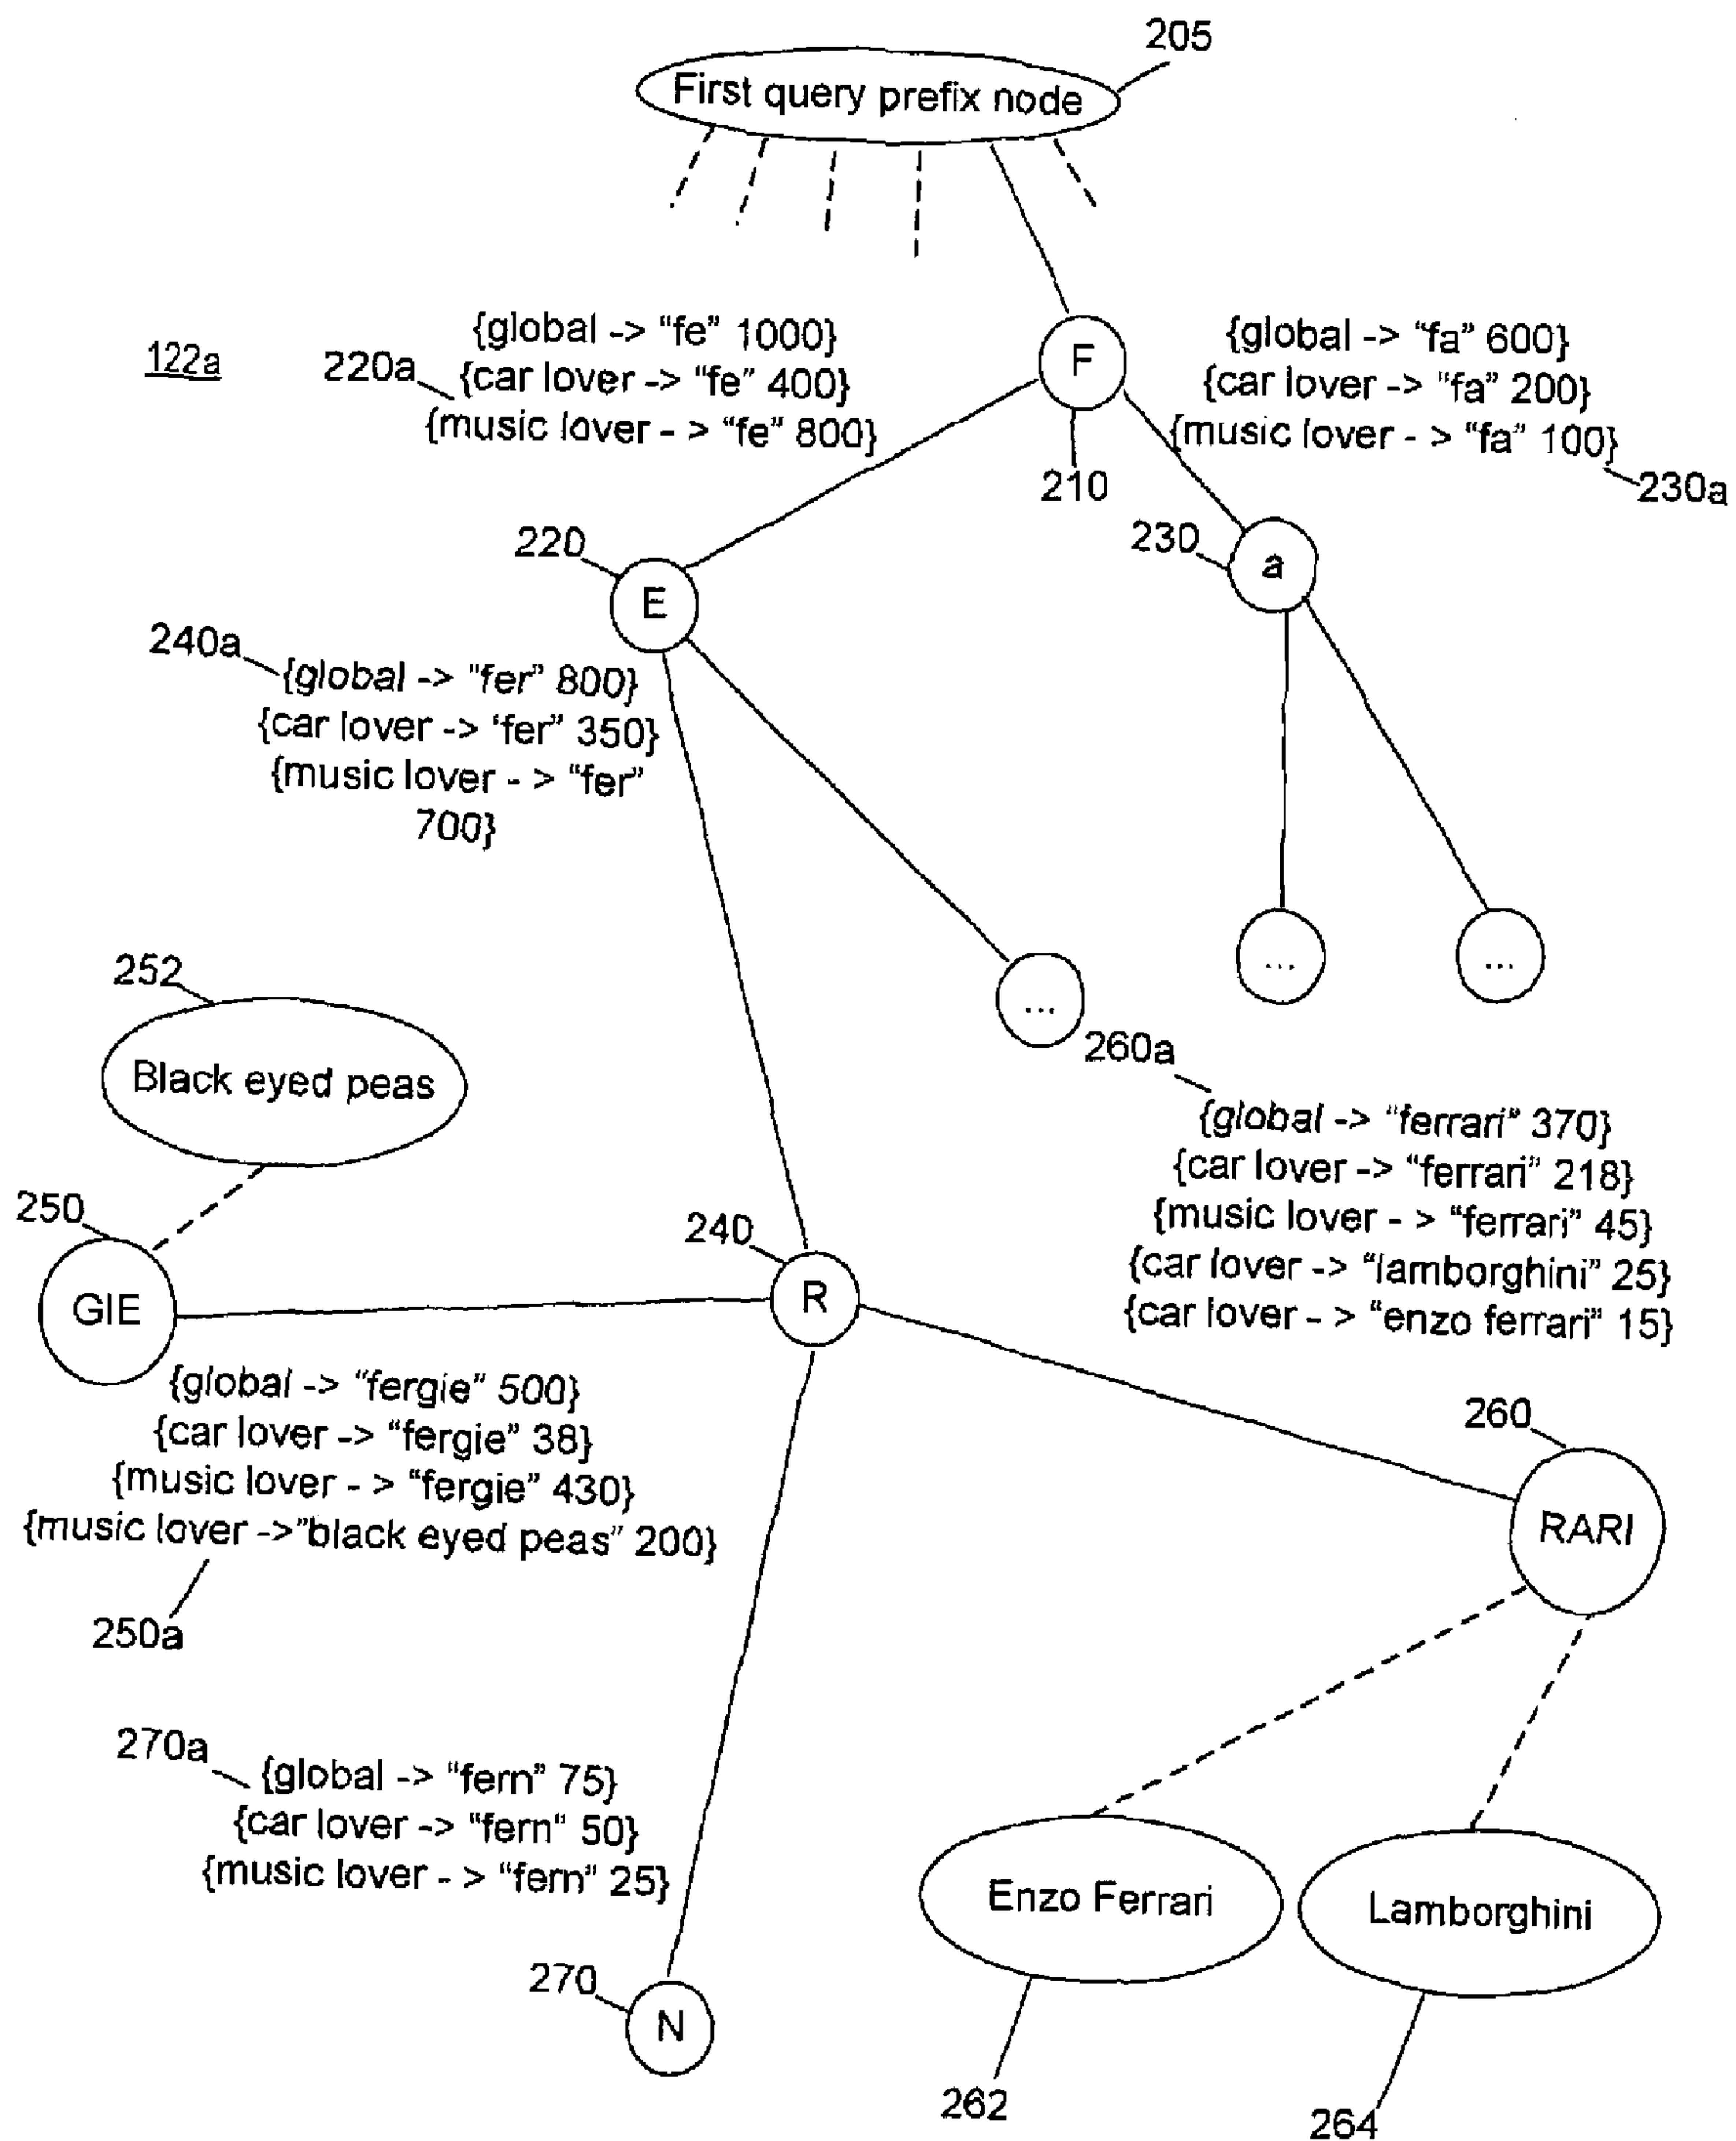 205
First query prefix node
122a
220a
{global -> "fe" 1000}
{car lover -> "fe" 400}
{music lover - > "fe" 800}
F
210
{global -> "fa" 600}
{car lover -> "fa" 200}
{music lover - > "fa" 100}
230a
220
E
230
a
240a
{global -> "fer" 800}
{car lover -> 'fer" 350}
{music lover - > "fer"
700}
...
...
...
252
Black eyed peas
260a
{global -> "ferrari" 370}
{car lover -> "ferrari" 218}
{music lover - > "ferrari" 45}
{car lover -> "lamborghini" 25}
{car lover - > "enzo ferrari" 15}
250
GIE
240
R
{global -> "fergie" 500}
{car lover -> "fergie" 38}
{music lover - > "fergie" 430}
{music lover ->"black eyed peas" 200}
250a
260
RARI
270a
{global -> "fern" 75}
{car lover -> "fern" 50}
{music lover - > "fern" 25}
270
N
Enzo Ferrari
Lamborghini
262
264